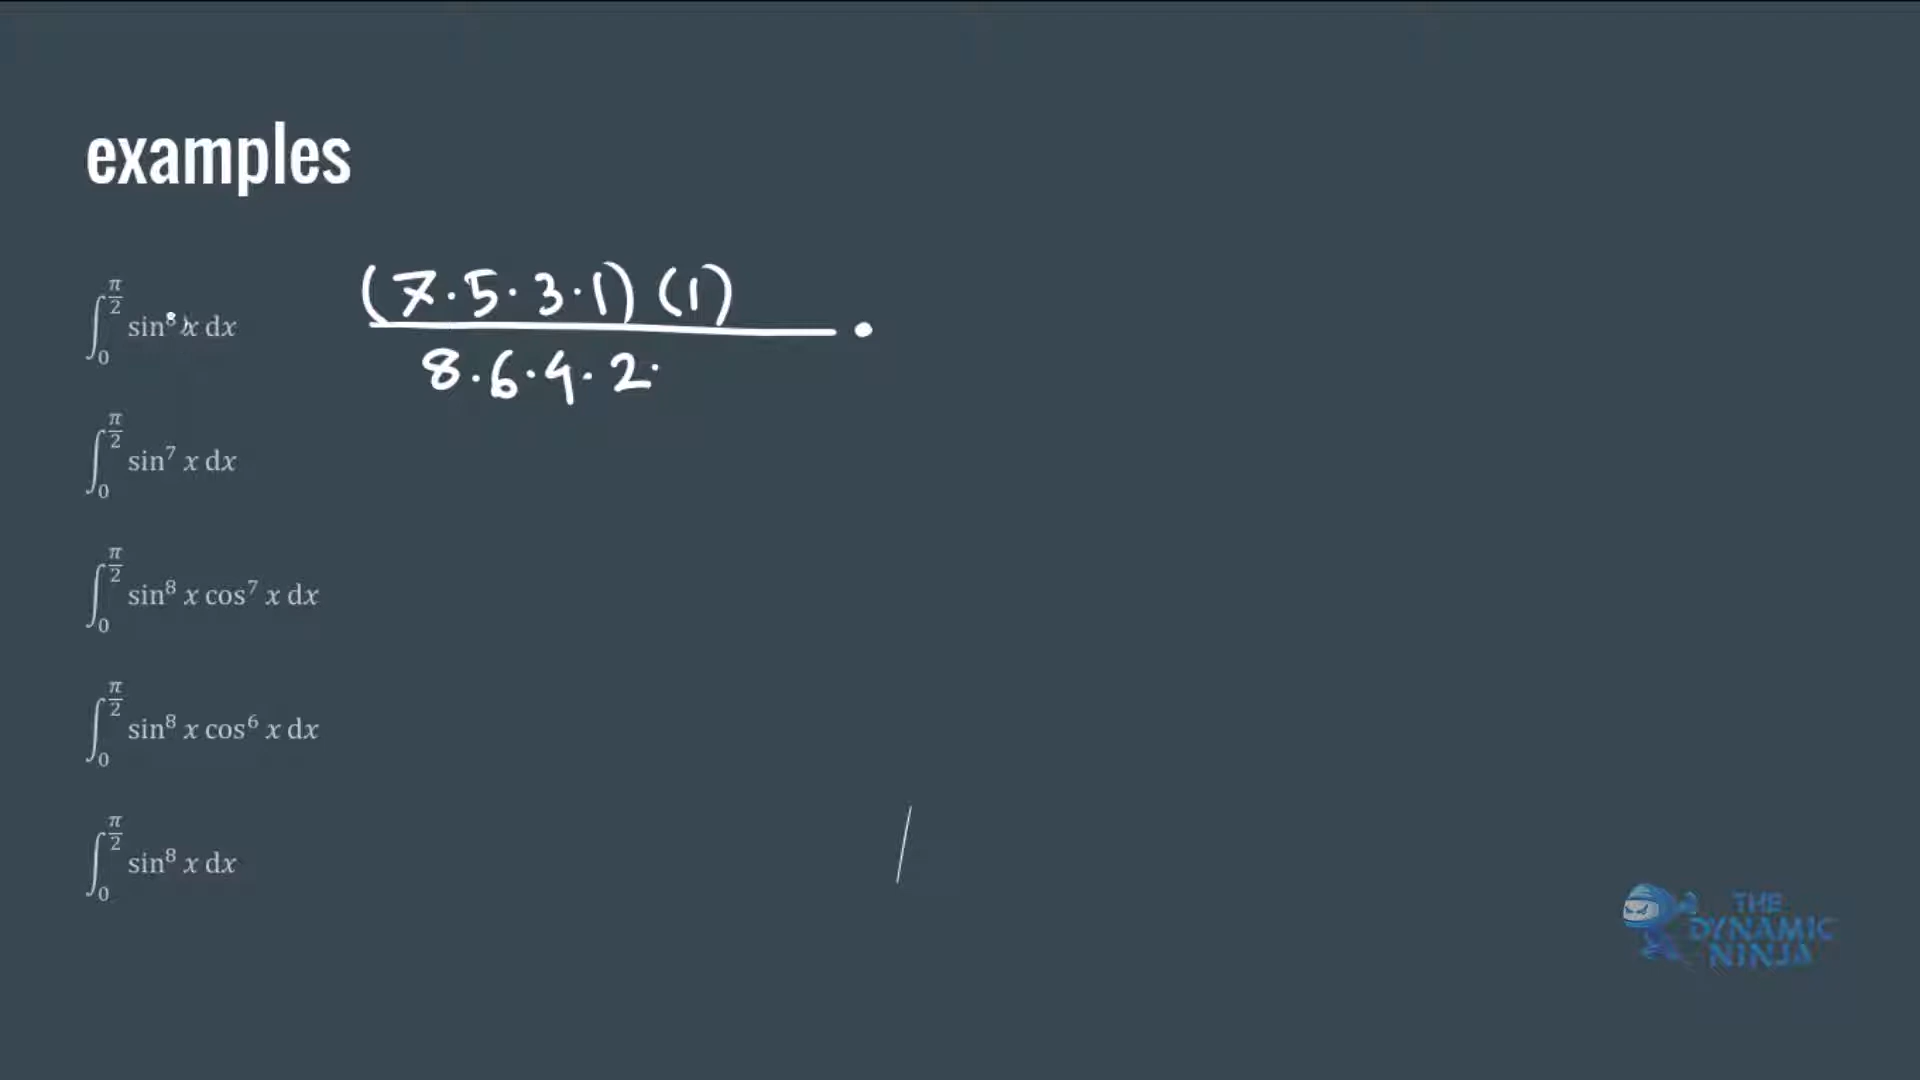 examples
∫₀^{π/2} sin⁸ x dx
(7·5·3·1)(1)
8·6·4·2·
∫₀^{π/2} sin⁷ x dx
∫₀^{π/2} sin⁸ x cos⁷ x dx
∫₀^{π/2} sin⁸ x cos⁶ x dx
∫₀^{π/2} sin⁸ x dx
THE
DYNAMIC
NINJA